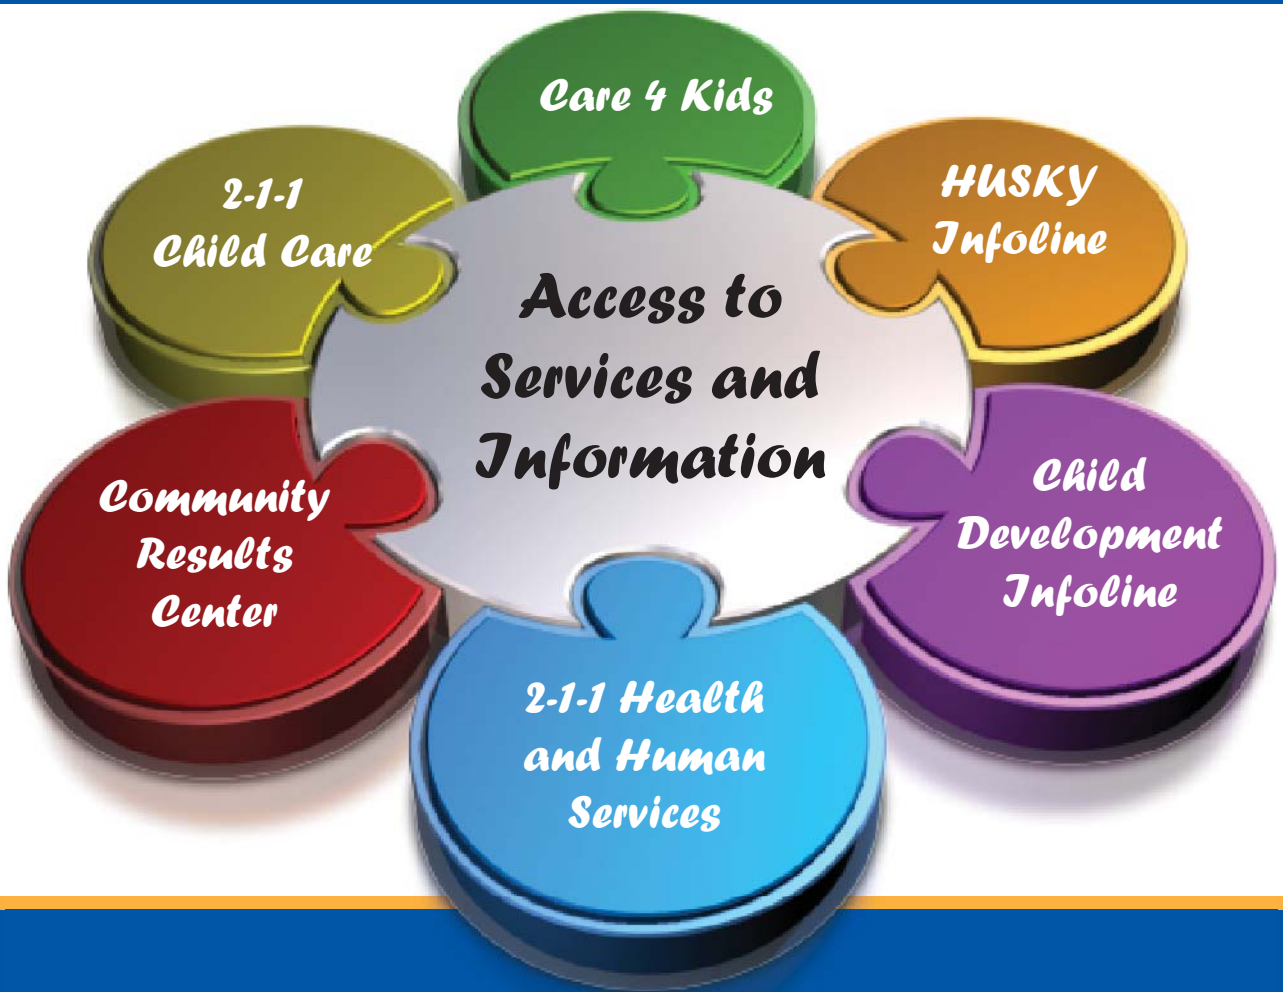 Care 4 Kids
2-1-1
Child Care
HUSKY
Infoline
Access to
Services and
Information
Community
Results
Center
Child
Development
Infoline
2-1-1 Health
and Human
Services